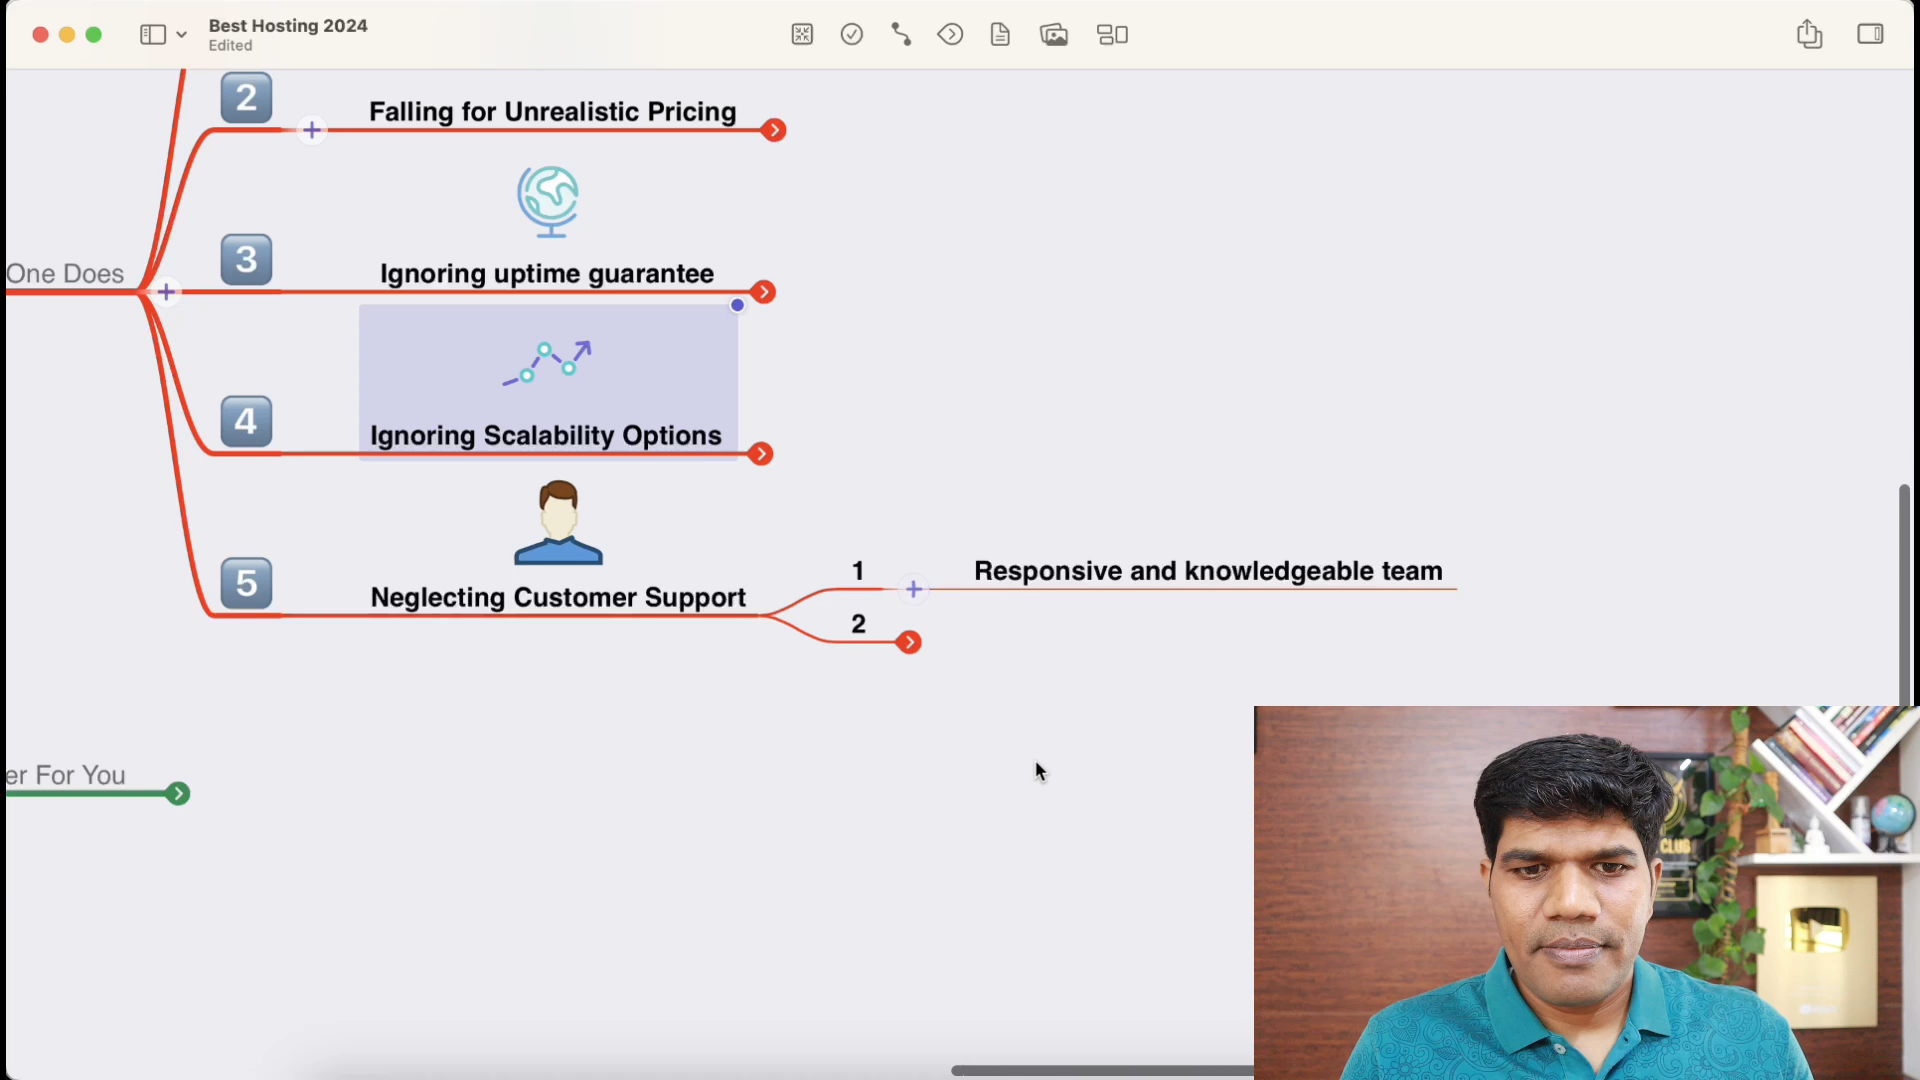 Best Hosting 2024
Edited
2
Falling for Unrealistic Pricing
One Does
3
Ignoring uptime guarantee
4
Ignoring Scalability Options
5
Neglecting Customer Support
1
Responsive and knowledgeable team
2
er For You
CLUB